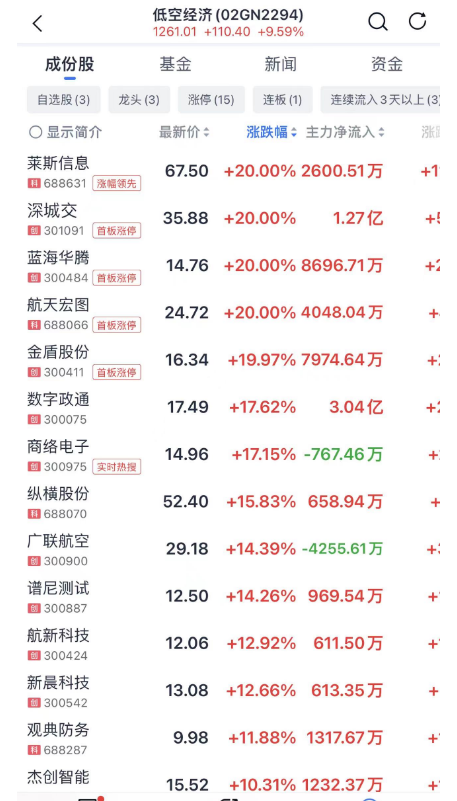 低空经济(02GN2294)
1261.01 +110.40 +9.59%
成份股 基金 新闻 资金
自选股(3) 龙头(3) 涨停(15) 连板(1) 连续流入3天以上(3)
显示简介 最新价 涨跌幅 主力净流入
莱斯信息 67.50 +20.00% 2600.51万
科 688631 涨幅领先
深城交 35.88 +20.00% 1.27亿
创 301091 首板涨停
蓝海华腾 14.76 +20.00% 8696.71万
创 300484 首板涨停
航天宏图 24.72 +20.00% 4048.04万
科 688066 首板涨停
金盾股份 16.34 +19.97% 7974.64万
创 300411 首板涨停
数字政通 17.49 +17.62% 3.04亿
创 300075
商络电子 14.96 +17.15% -767.46万
创 300975 实时热搜
纵横股份 52.40 +15.83% 658.94万
科 688070
广联航空 29.18 +14.39% -4255.61万
创 300900
谱尼测试 12.50 +14.26% 969.54万
创 300887
航新科技 12.06 +12.92% 611.50万
创 300424
新晨科技 13.08 +12.66% 613.35万
创 300542
观典防务 9.98 +11.88% 1317.67万
科 688287
杰创智能 15.52 +10.31% 1232.37万